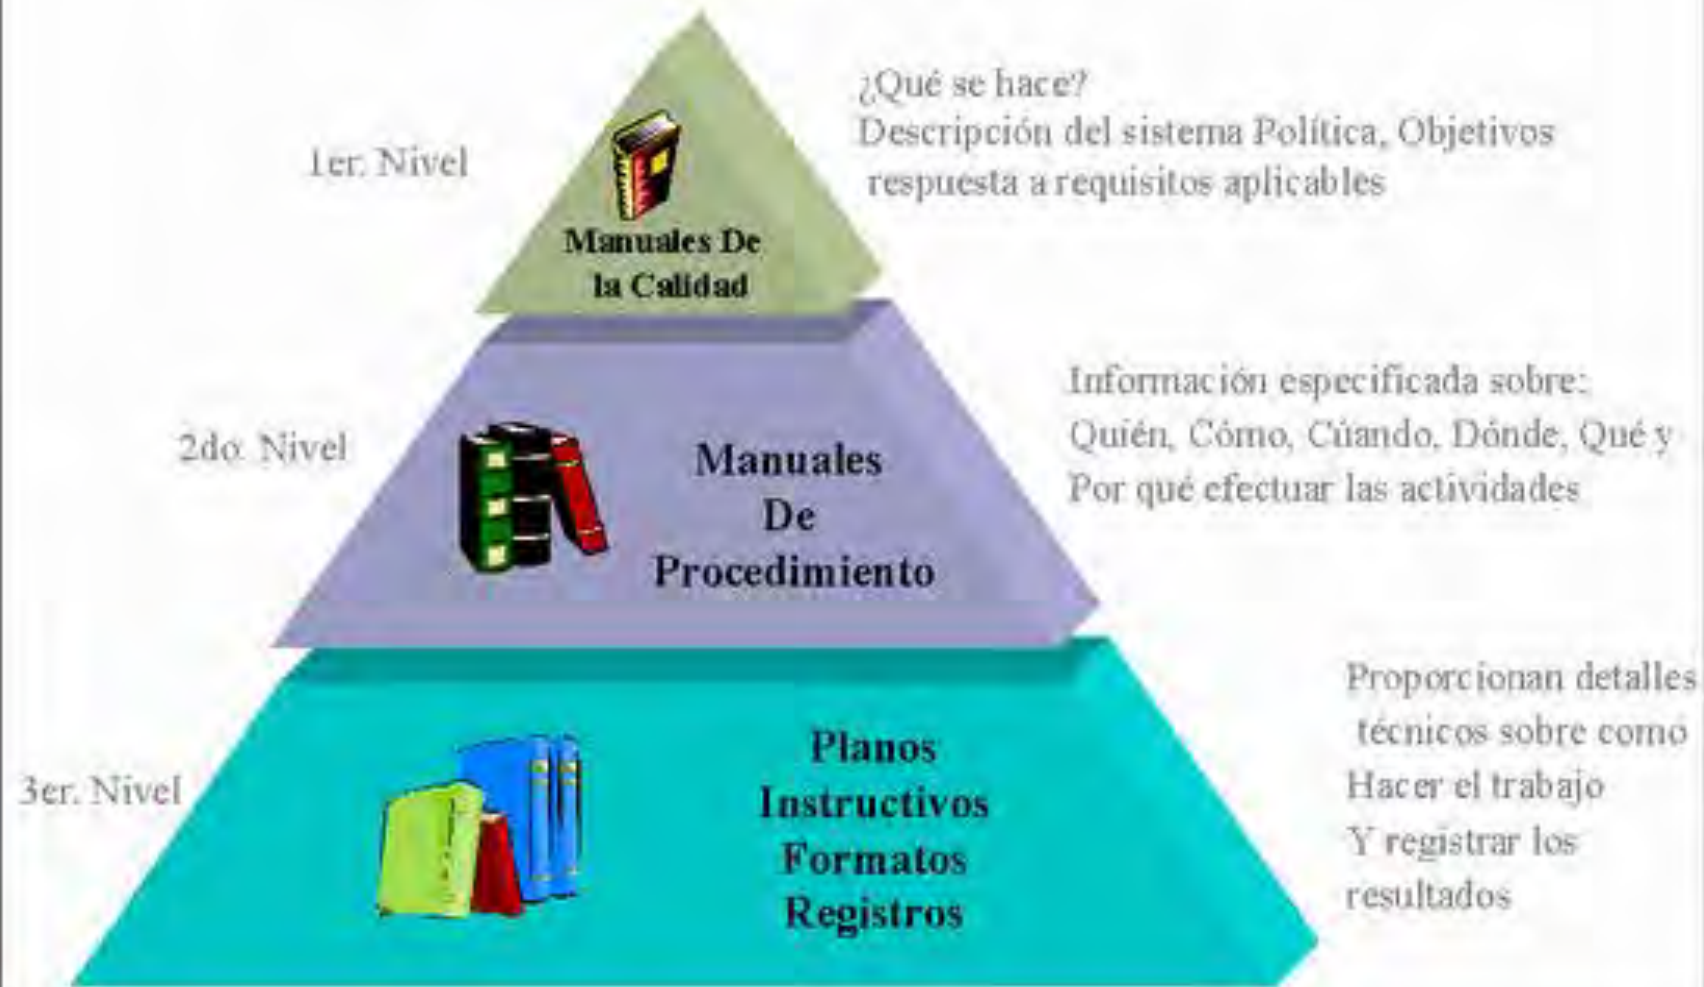 1er. Nivel
¿Qué se hace?
Descripción del sistema Política, Objetivos
respuesta a requisitos aplicables
Manuales De
la Calidad
2do. Nivel
Manuales
De
Procedimiento
Información especificada sobre:
Quién, Cómo, Cúando, Dónde, Qué y
Por qué efectuar las actividades
3er. Nivel
Planos
Instructivos
Formatos
Registros
Proporcionan detalles
técnicos sobre como
Hacer el trabajo
Y registrar los
resultados